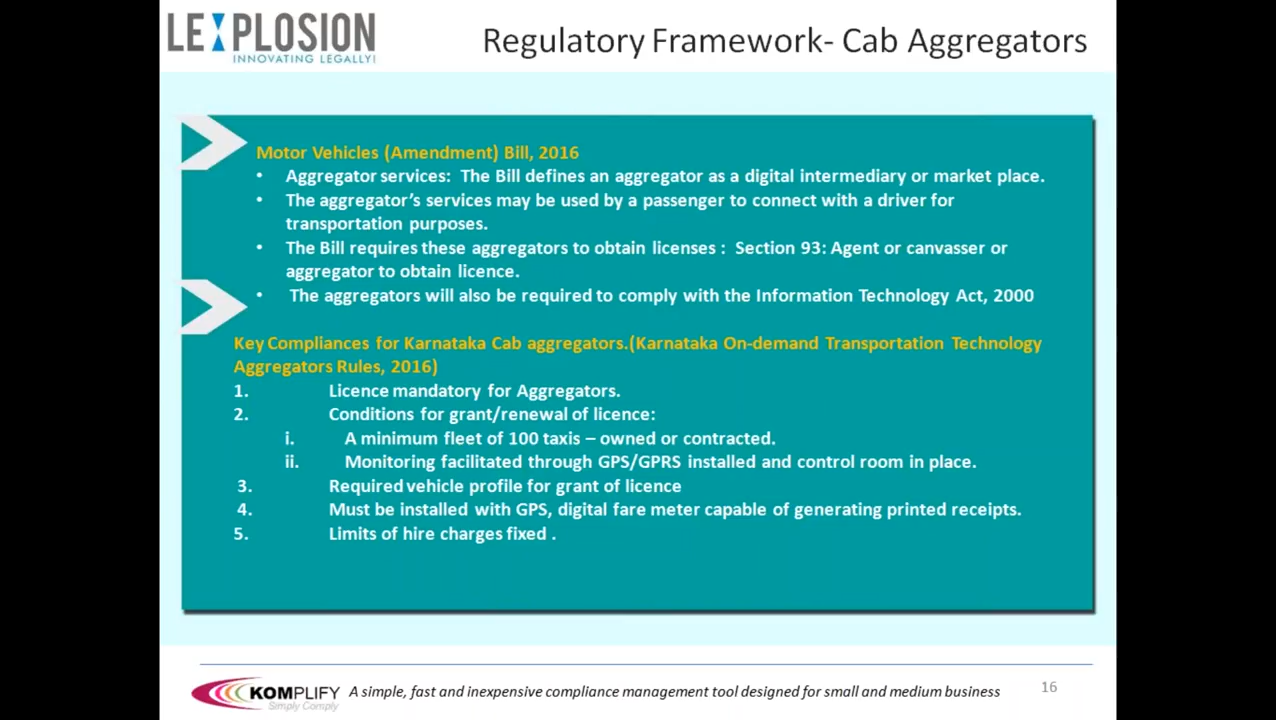 LEXPLOSION
INNOVATING LEGALLY!
Regulatory Framework- Cab Aggregators
Motor Vehicles (Amendment) Bill, 2016
• Aggregator services: The Bill defines an aggregator as a digital intermediary or market place.
• The aggregator's services may be used by a passenger to connect with a driver for
transportation purposes.
• The Bill requires these aggregators to obtain licenses : Section 93: Agent or canvasser or
aggregator to obtain licence.
• The aggregators will also be required to comply with the Information Technology Act, 2000
Key Compliances for Karnataka Cab aggregators.(Karnataka On-demand Transportation Technology
Aggregators Rules, 2016)
1. Licence mandatory for Aggregators.
2. Conditions for grant/renewal of licence:
i. A minimum fleet of 100 taxis – owned or contracted.
ii. Monitoring facilitated through GPS/GPRS installed and control room in place.
3. Required vehicle profile for grant of licence
4. Must be installed with GPS, digital fare meter capable of generating printed receipts.
5. Limits of hire charges fixed .
KOMPLIFY
Simply Comply
A simple, fast and inexpensive compliance management tool designed for small and medium business
16